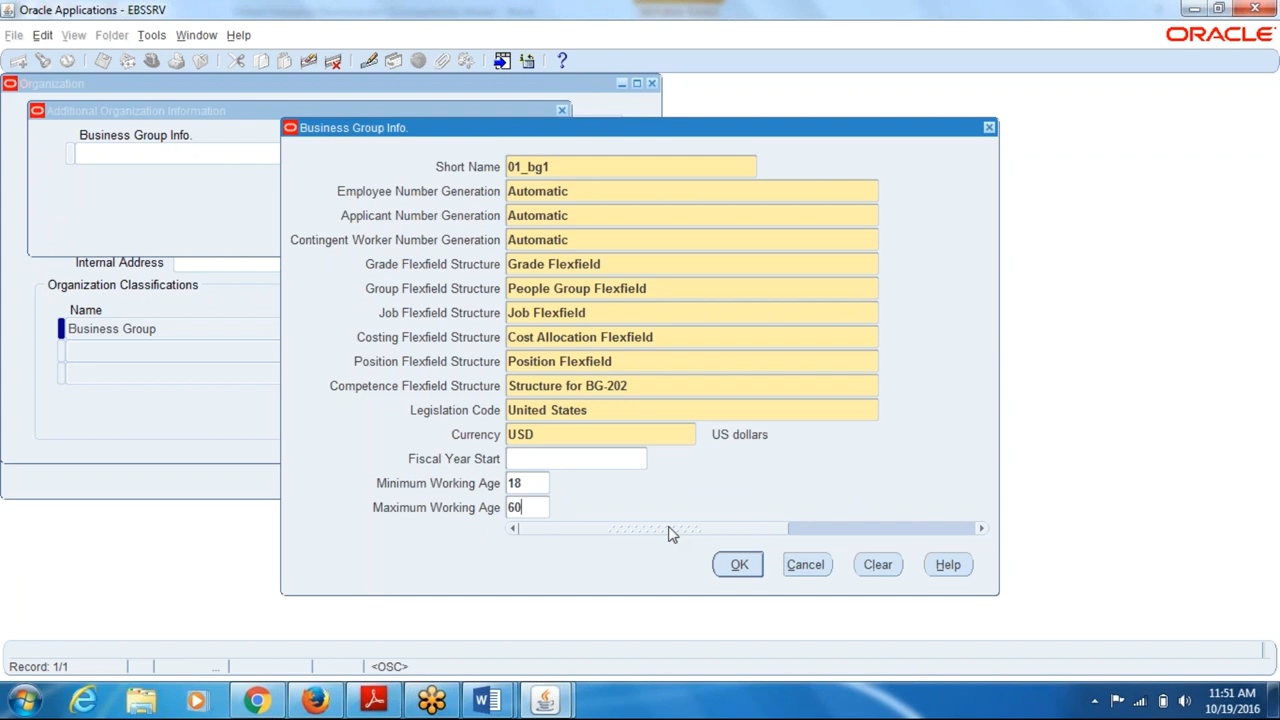 Oracle Applications - EBSSRV
File Edit View Folder Tools Window Help
ORACLE
Organization
Additional Organization Information
Business Group Info.
Internal Address
Organization Classifications
Name
Business Group
Business Group Info.
Short Name 01_bg1
Employee Number Generation Automatic
Applicant Number Generation Automatic
Contingent Worker Number Generation Automatic
Grade Flexfield Structure Grade Flexfield
Group Flexfield Structure People Group Flexfield
Job Flexfield Structure Job Flexfield
Costing Flexfield Structure Cost Allocation Flexfield
Position Flexfield Structure Position Flexfield
Competence Flexfield Structure Structure for BG-202
Legislation Code United States
Currency USD US dollars
Fiscal Year Start
Minimum Working Age 18
Maximum Working Age 60
OK Cancel Clear Help
Record: 1/1 ... <OSC>
11:51 AM
10/19/2016